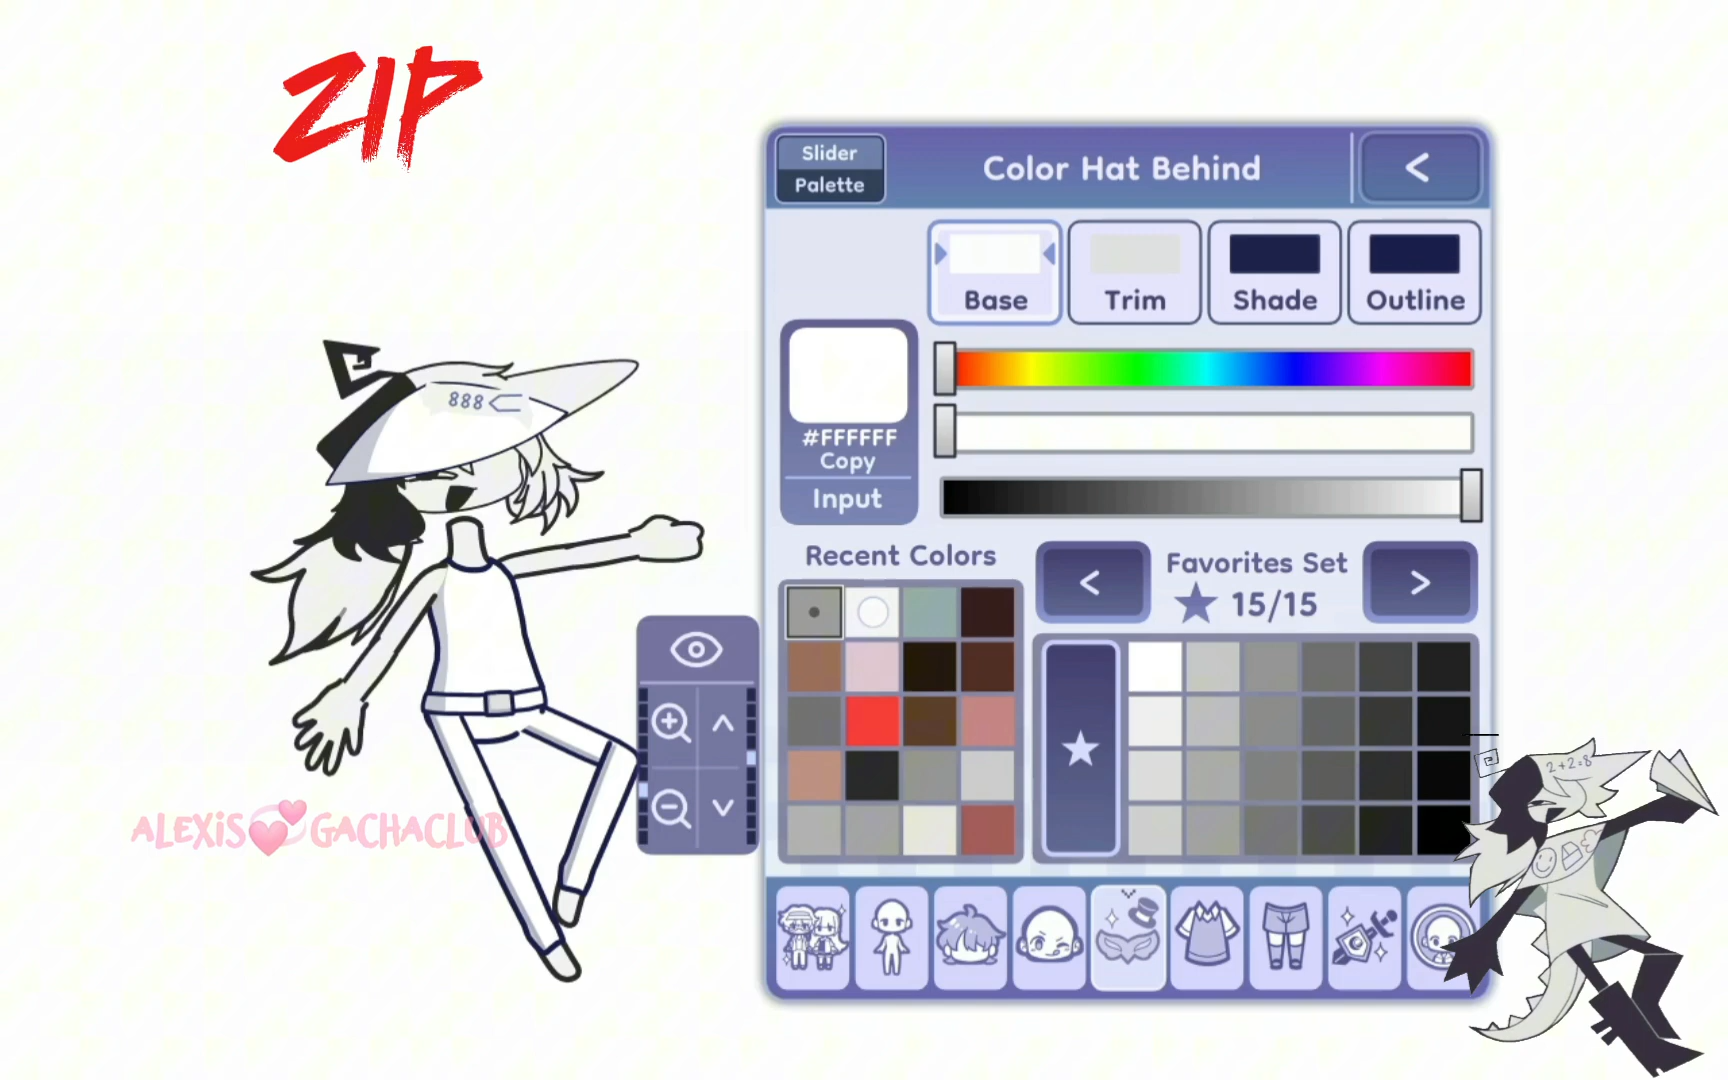 ZIP
Slider
Palette
Color Hat Behind
<
Base
Trim
Shade
Outline
#FFFFFF
Copy
Input
888<
Recent Colors
<
Favorites Set
15/15
>
ALEXIS GACHACLUB
2+2=8